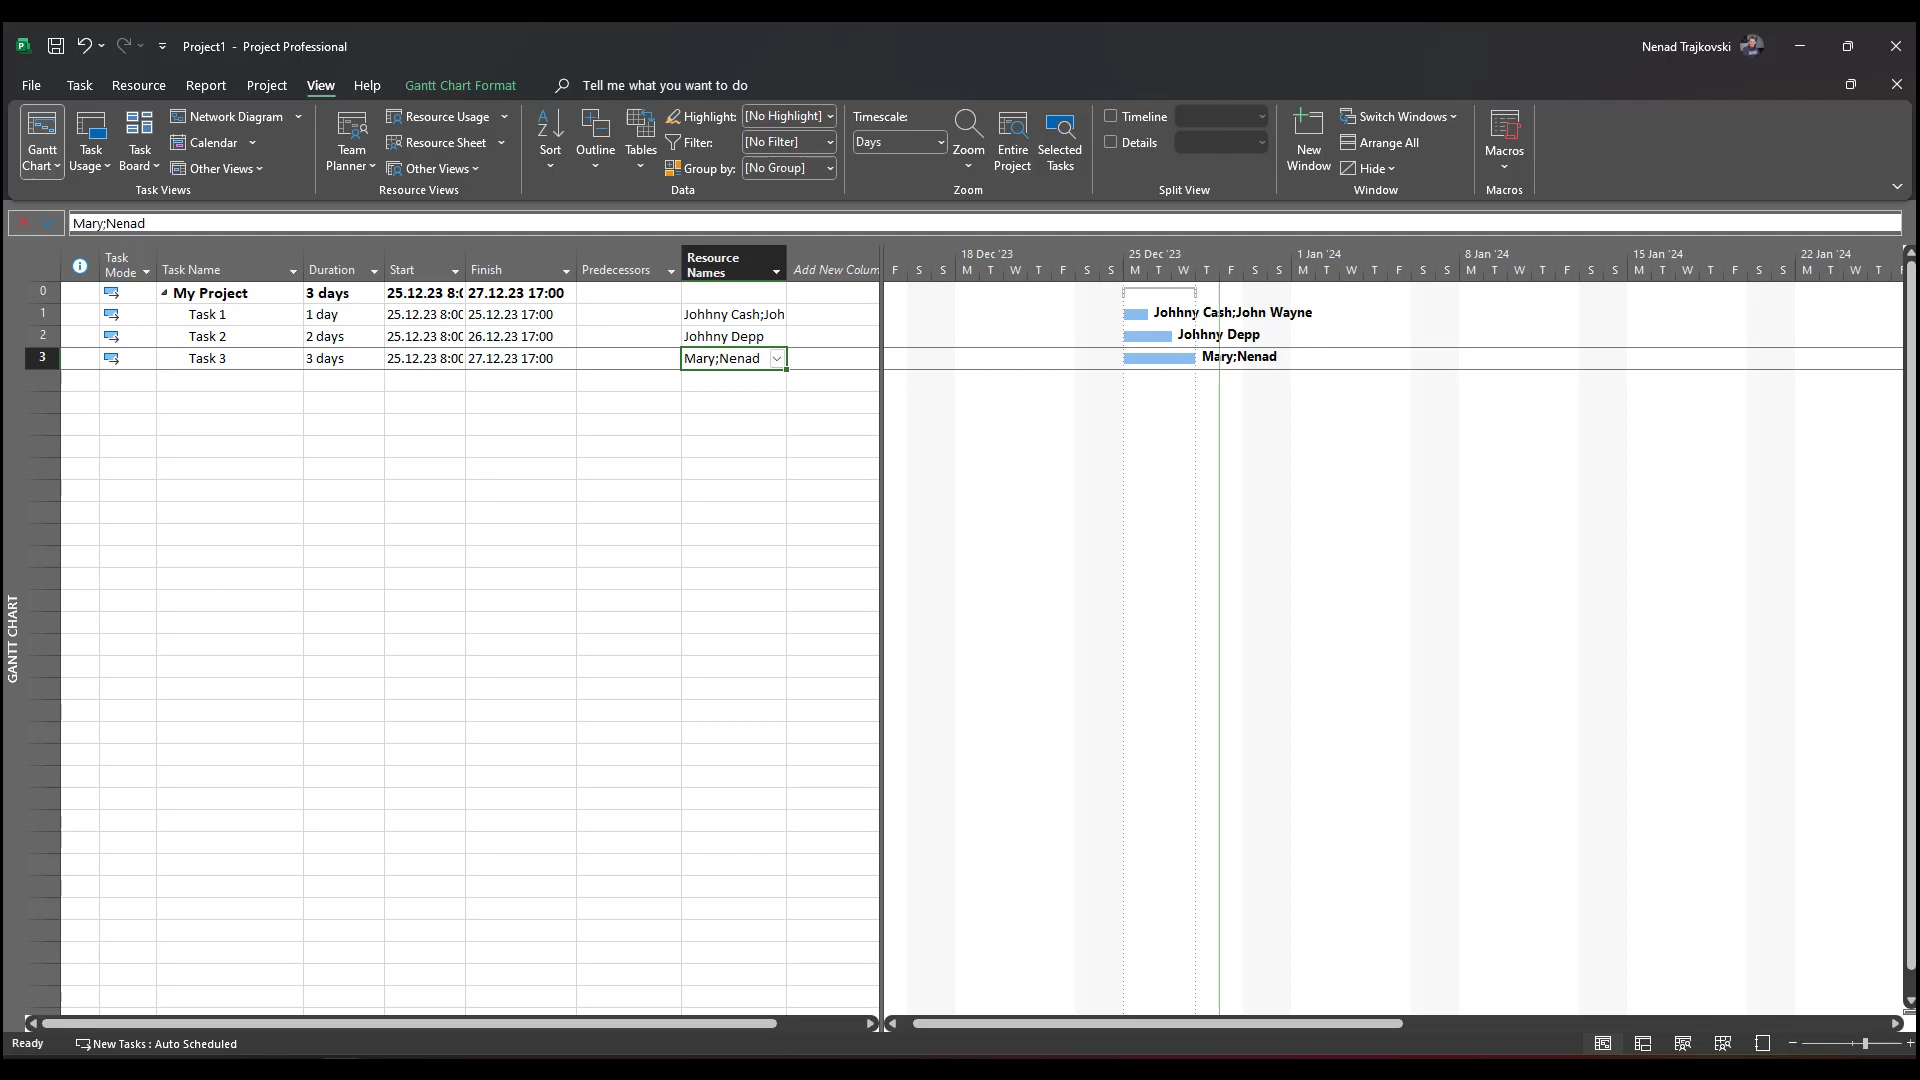 Project1 - Project Professional
Nenad Trajkovski
File Task Resource Report Project View Help Gantt Chart Format Tell me what you want to do
Gantt Chart
Task Usage
Task Board
Network Diagram
Calendar
Other Views
Task Views
Team Planner
Resource Usage
Resource Sheet
Other Views
Resource Views
Sort
Outline
Tables
Highlight: [No Highlight]
Filter: [No Filter]
Group by: [No Group]
Data
Timescale:
Days
Zoom
Entire Project
Selected Tasks
Zoom
Timeline
Details
Split View
New Window
Switch Windows
Arrange All
Hide
Window
Macros
Macros
Mary;Nenad
Task Mode Task Name Duration Start Finish Predecessors Resource Names Add New Colum
18 Dec '23 25 Dec '23 1 Jan '24 8 Jan '24 15 Jan '24 22 Jan '24
F S S M T W T F S S M T W T F S S M T W T F S S M T W T F S S M T W T F S S M T W T F
0 My Project 3 days 25.12.23 8:0 27.12.23 17:00
1 Task 1 1 day 25.12.23 8:00 25.12.23 17:00 Johhny Cash;Joh Johhny Cash;John Wayne
2 Task 2 2 days 25.12.23 8:00 26.12.23 17:00 Johhny Depp Johhny Depp
3 Task 3 3 days 25.12.23 8:00 27.12.23 17:00 Mary;Nenad Mary;Nenad
GANTT CHART
Ready New Tasks : Auto Scheduled